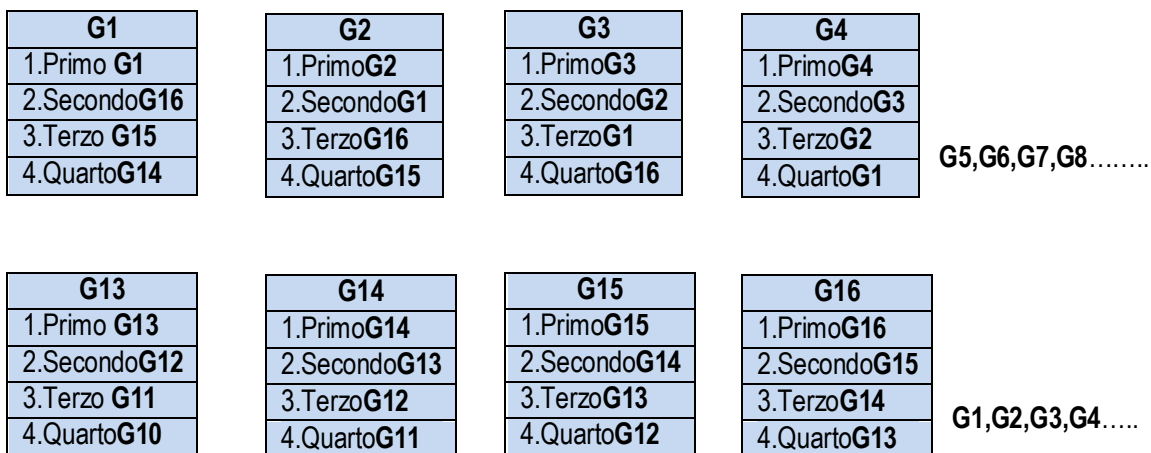 G1
1.Primo G1
2.SecondoG16
3.Terzo G15
4.QuartoG14
G2
1.PrimoG2
2.SecondoG1
3.TerzoG16
4.QuartoG15
G3
1.PrimoG3
2.SecondoG2
3.TerzoG1
4.QuartoG16
G4
1.PrimoG4
2.SecondoG3
3.TerzoG2
4.QuartoG1
G5,G6,G7,G8……..
G13
1.Primo G13
2.SecondoG12
3.Terzo G11
4.QuartoG10
G14
1.PrimoG14
2.SecondoG13
3.TerzoG12
4.QuartoG11
G15
1.PrimoG15
2.SecondoG14
3.TerzoG13
4.QuartoG12
G16
1.PrimoG16
2.SecondoG15
3.TerzoG14
4.QuartoG13
G1,G2,G3,G4…..